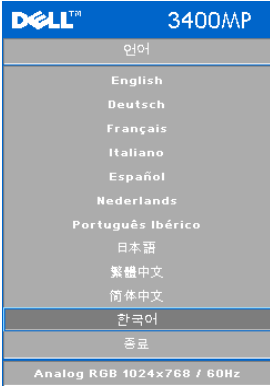 DELL™ 3400MP
언어
English
Deutsch
Français
Italiano
Español
Nederlands
Português Ibérico
日本語
繁體中文
简体中文
한국어
종료
Analog RGB 1024x768 / 60Hz